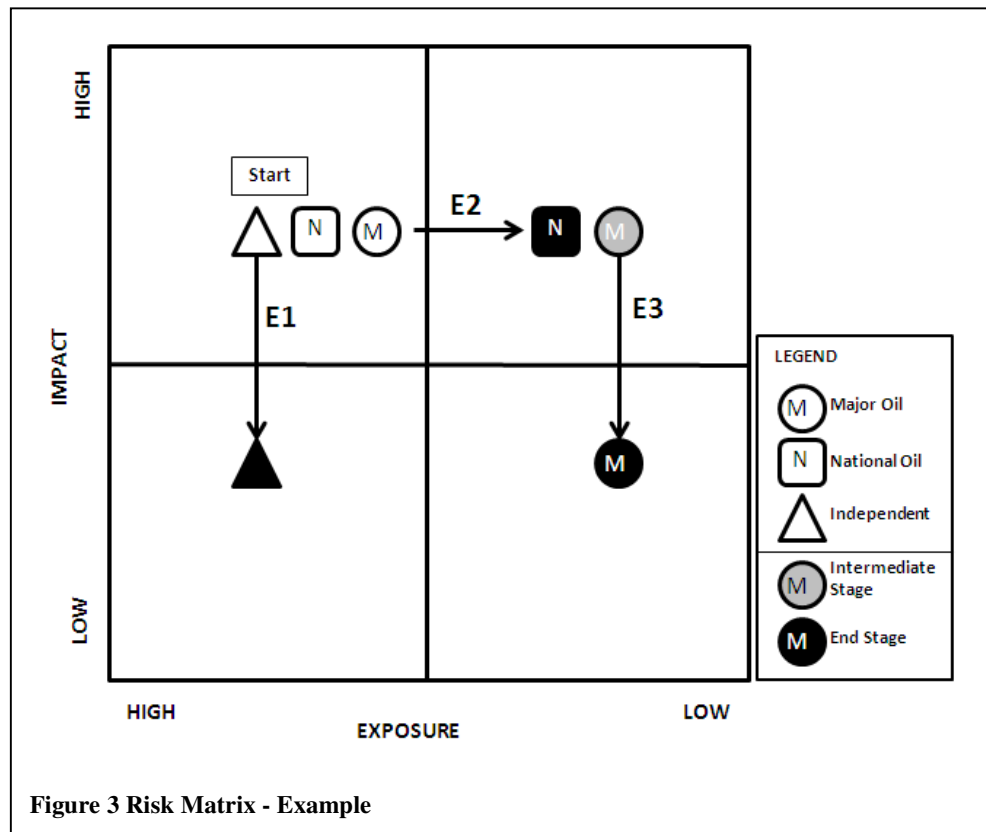 HIGH
Start
N
M
E2
N
M
E1
E3
IMPACT
M
LOW
HIGH
EXPOSURE
LOW
LEGEND
M Major Oil
N National Oil
Independent
M Intermediate
Stage
M End Stage
Figure 3 Risk Matrix - Example